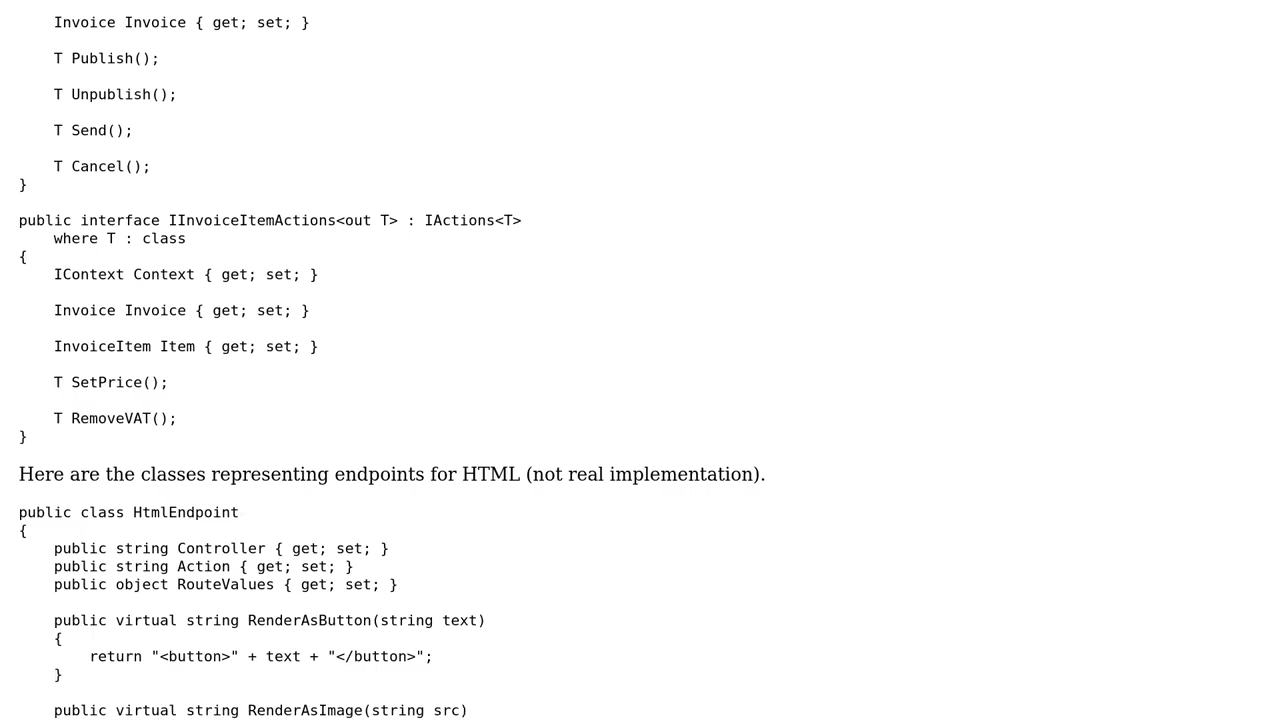 Invoice Invoice { get; set; }

    T Publish();

    T Unpublish();

    T Send();

    T Cancel();
}

public interface IInvoiceItemActions<out T> : IActions<T>
    where T : class
{
    IContext Context { get; set; }

    Invoice Invoice { get; set; }

    InvoiceItem Item { get; set; }

    T SetPrice();

    T RemoveVAT();
}

Here are the classes representing endpoints for HTML (not real implementation).

public class HtmlEndpoint
{
    public string Controller { get; set; }
    public string Action { get; set; }
    public object RouteValues { get; set; }

    public virtual string RenderAsButton(string text)
    {
        return "<button>" + text + "</button>";
    }

    public virtual string RenderAsImage(string src)